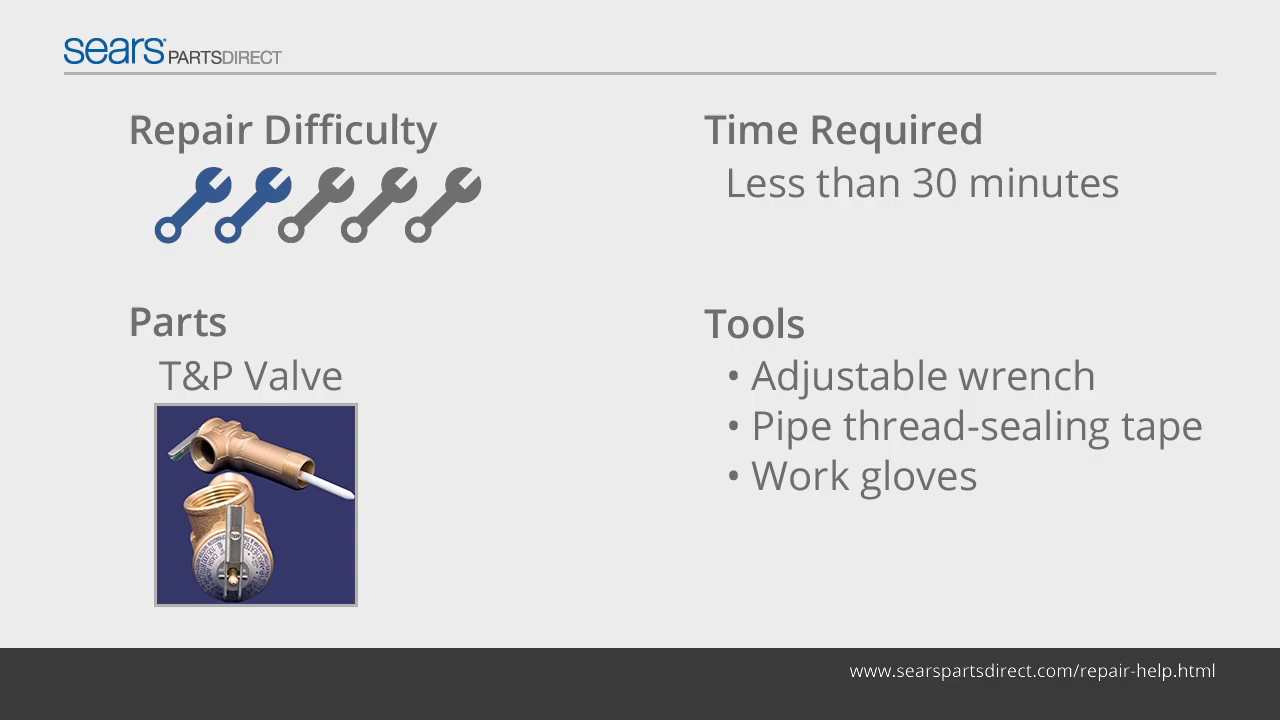 sears PARTSDIRECT
Repair Difficulty
Time Required
Less than 30 minutes
Parts
T&P Valve
Tools
• Adjustable wrench
• Pipe thread-sealing tape
• Work gloves
www.searspartsdirect.com/repair-help.html